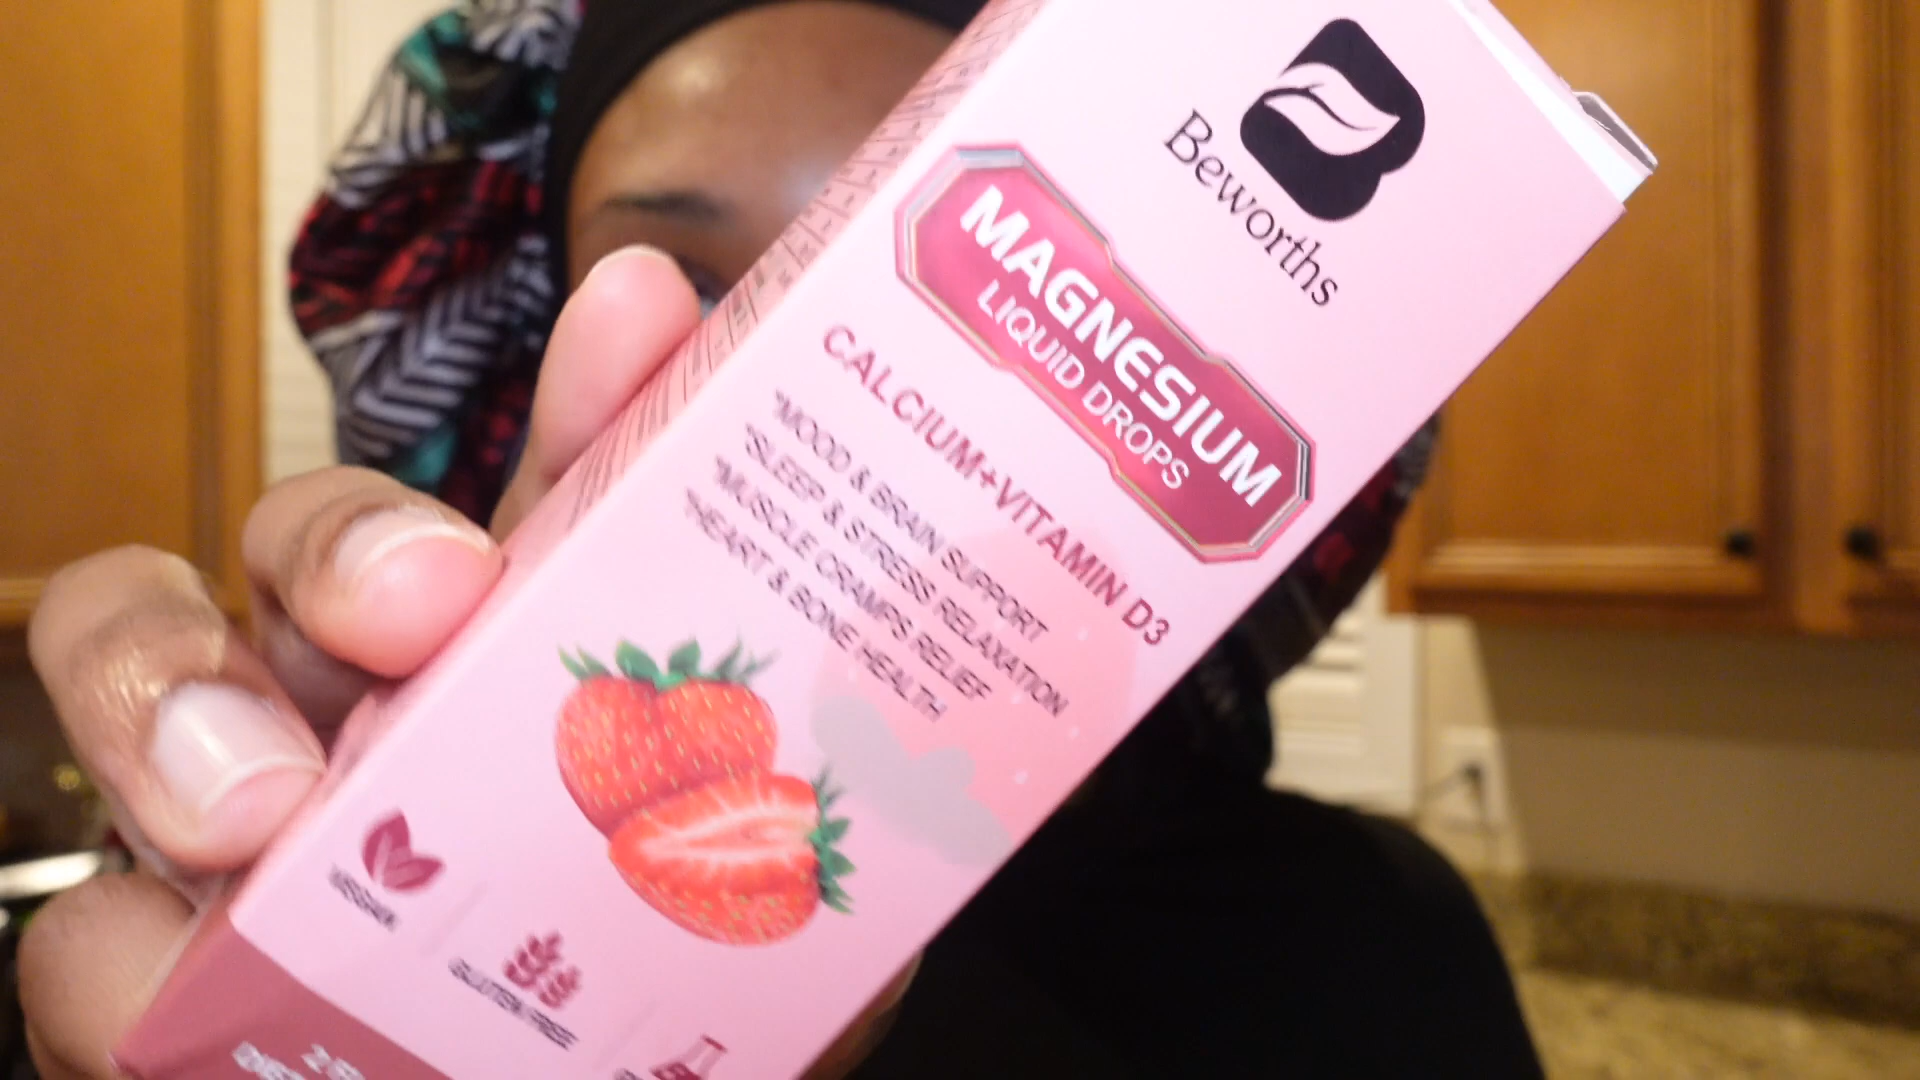 Beworths
MAGNESIUM
LIQUID DROPS
CALCIUM+VITAMIN D3
*MOOD & BRAIN SUPPORT
*SLEEP & STRESS RELAXATION
*MUSCLE CRAMPS RELIEF
*HEART & BONE HEALTH
VEGAN
GLUTEN FREE